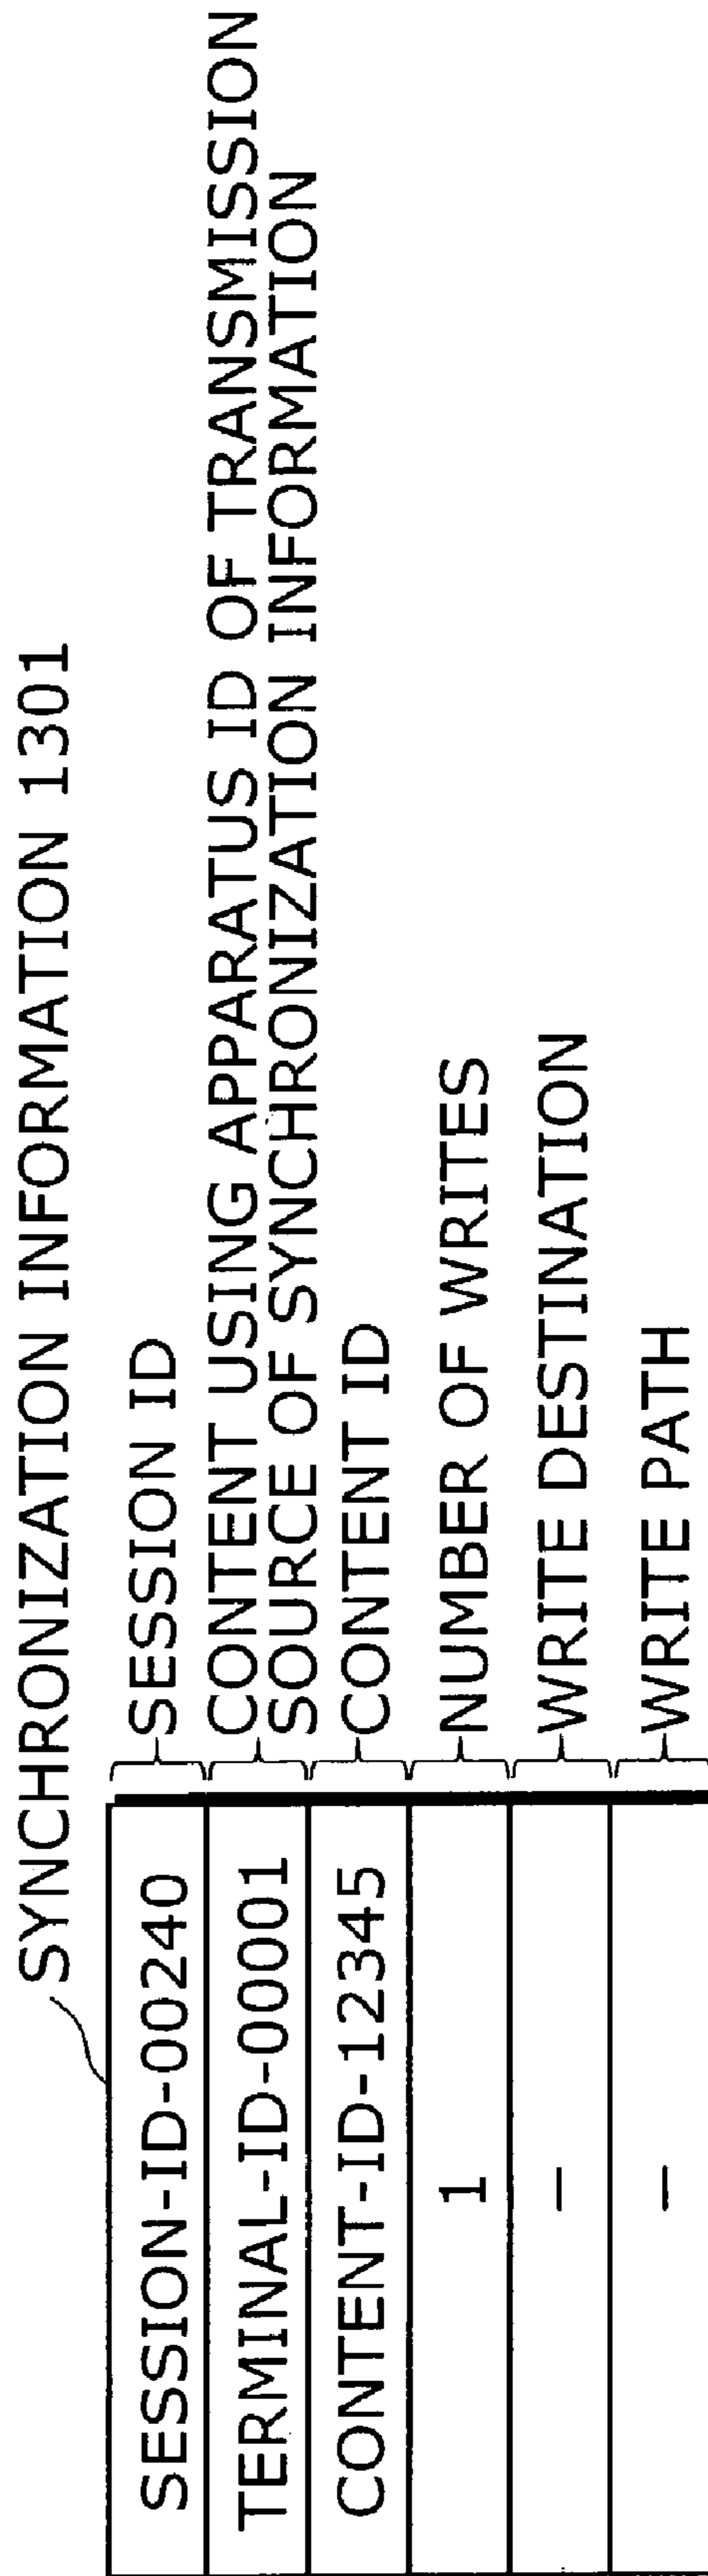 SYNCHRONIZATION INFORMATION 1301
SESSION-ID-00240
SESSION ID
TERMINAL-ID-00001
CONTENT USING APPARATUS ID OF TRANSMISSION
SOURCE OF SYNCHRONIZATION INFORMATION
CONTENT-ID-12345
CONTENT ID
1
NUMBER OF WRITES
–
WRITE DESTINATION
–
WRITE PATH